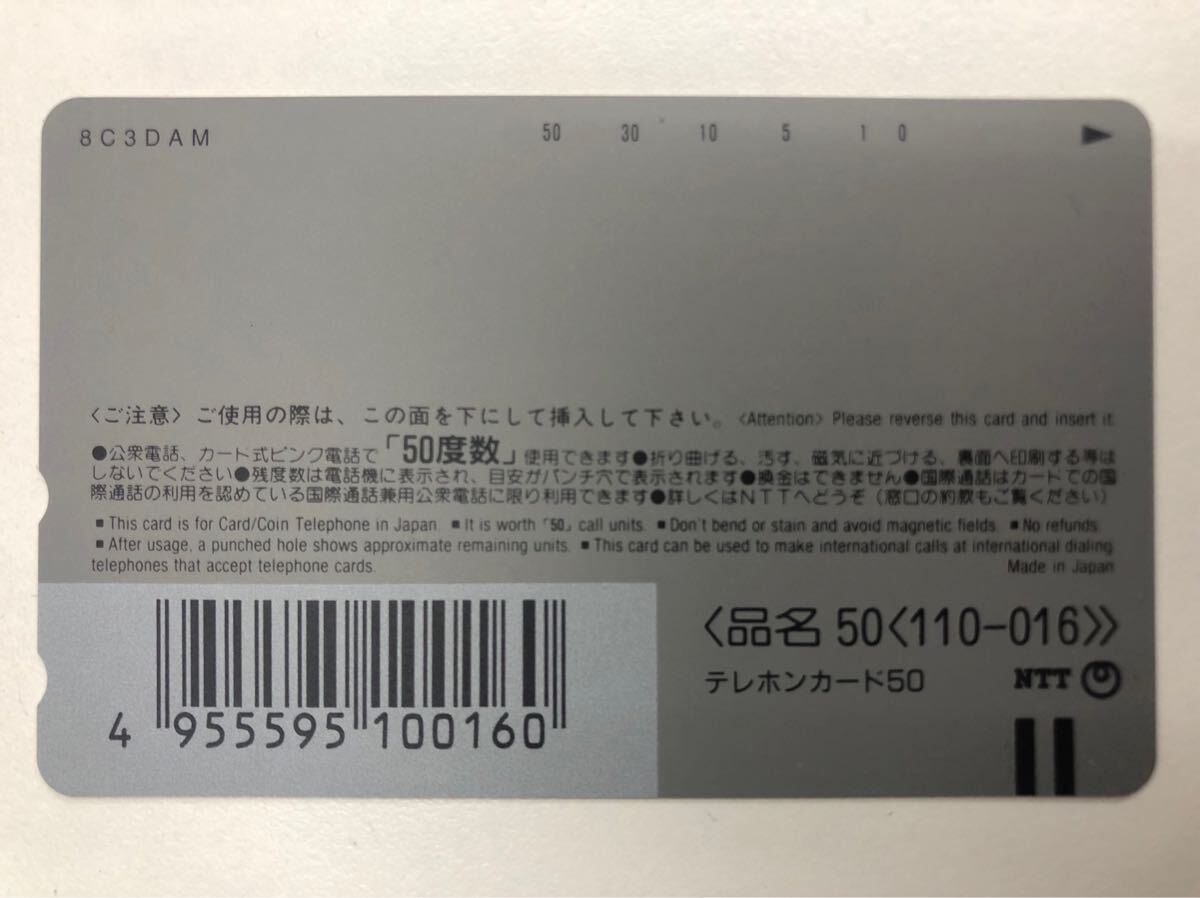 8C3DAM
50 30 10 5 1 0
〈ご注意〉ご使用の際は、この面を下にして挿入して下さい。〈Attention〉Please reverse this card and insert it.
●公衆電話、カード式ピンク電話で「50度数」使用できます●折り曲げる、汚す、磁気に近づける、裏面へ印刷する等は
しないでください●残度数は電話機に表示され、目安がパンチ穴で表示されます●換金はできません●国際通話はカードでの国
際通話の利用を認めている国際通話兼用公衆電話に限り利用できます●詳しくはNTTへどうぞ(窓口の約款もご覧ください)
■This card is for Card/Coin Telephone in Japan. ■It is worth「50」call units. ■Don't bend or stain and avoid magnetic fields. ■No refunds.
■After usage, a punched hole shows approximate remaining units. ■This card can be used to make international calls at international dialing
telephones that accept telephone cards. Made in Japan
〈品名 50〈110-016〉〉
テレホンカード50 NTT
4 955595 100160